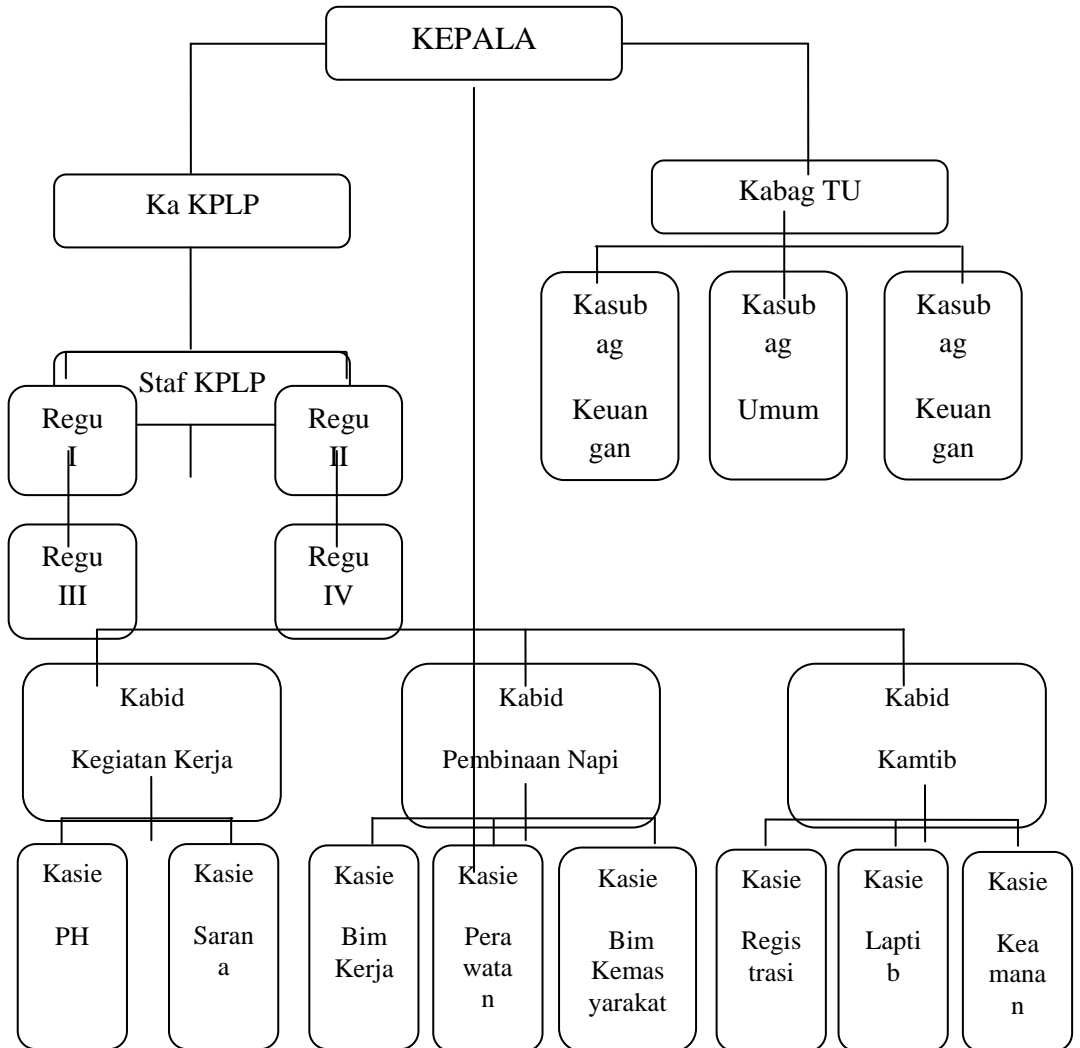 KEPALA
Ka KPLP
Kabag TU
Kasub
ag
Keuan
gan
Kasub
ag
Umum
Kasub
ag
Keuan
gan
Staf KPLP
Regu
I
Regu
II
Regu
III
Regu
IV
Kabid
Kegiatan Kerja
Kabid
Pembinaan Napi
Kabid
Kamtib
Kasie
PH
Kasie
Saran
a
Kasie
Bim
Kerja
Kasie
Pera
wata
n
Kasie
Bim
Kemas
yarakat
Kasie
Regis
trasi
Kasie
Lapti
b
Kasie
Kea
mana
n